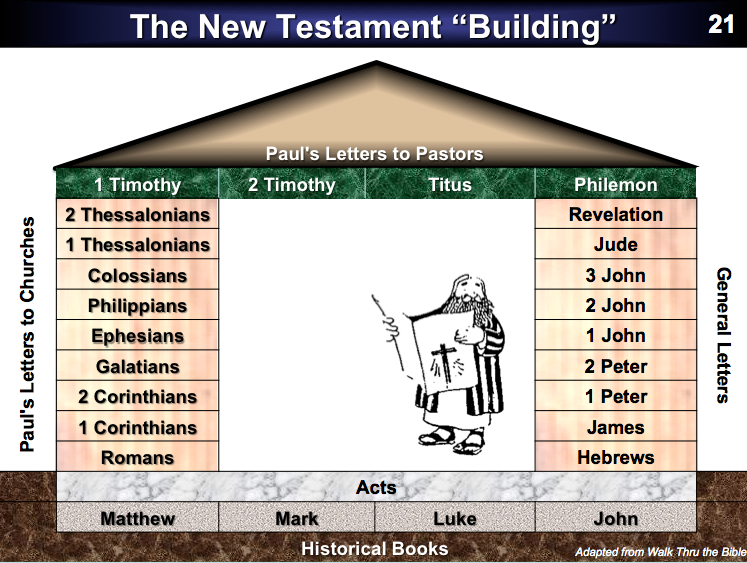 The New Testament “Building”
21
Paul's Letters to Pastors
1 Timothy 2 Timothy Titus Philemon
Paul's Letters to Churches
2 Thessalonians
1 Thessalonians
Colossians
Philippians
Ephesians
Galatians
2 Corinthians
1 Corinthians
Romans
Revelation
Jude
3 John
2 John
1 John
2 Peter
1 Peter
James
Hebrews
General Letters
Acts
Matthew Mark Luke John
Historical Books
Adapted from Walk Thru the Bible